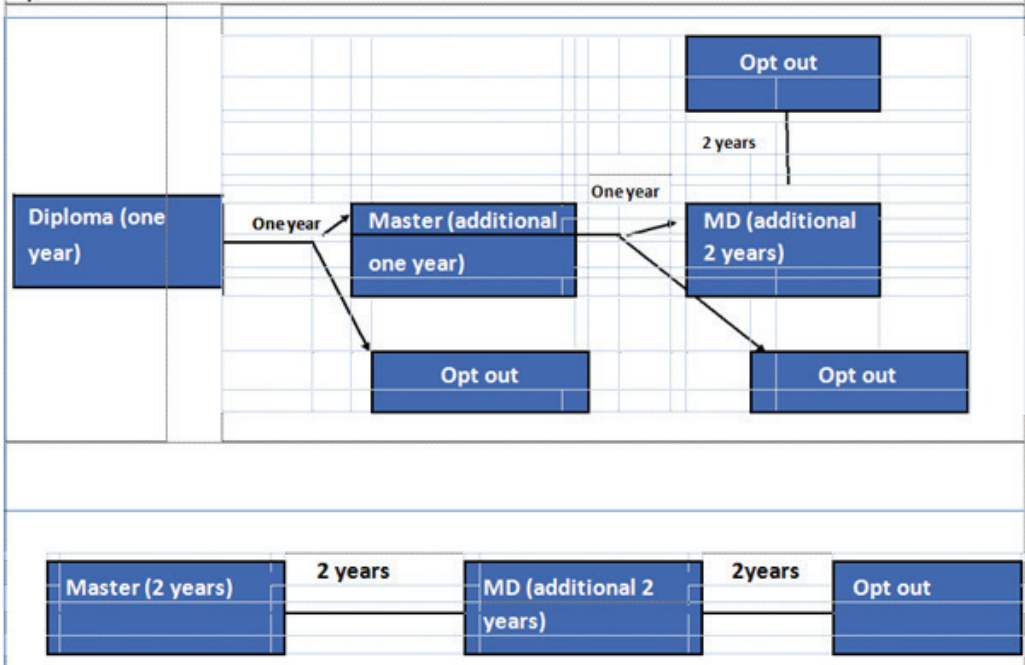 Opt out
2 years
Diploma (one
year)
One year
Master (additional
one year)
One year
MD (additional
2 years)
Opt out
Opt out
Master (2 years)
2 years
MD (additional 2
years)
2years
Opt out